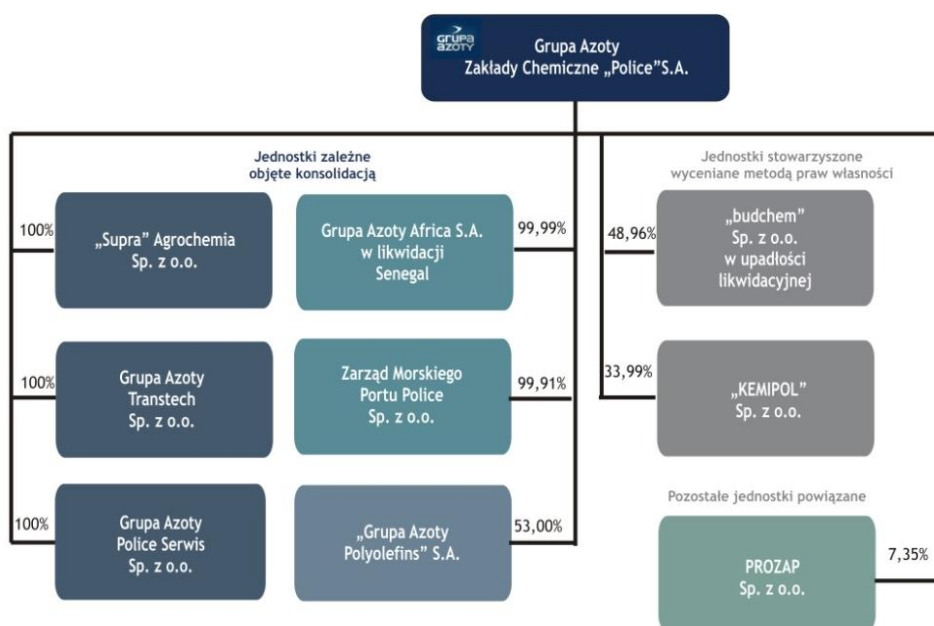 GRUPA
AZOTY
Grupa Azoty
Zakłady Chemiczne „Police”S.A.
Jednostki zależne
objęte konsolidacją
Jednostki stowarzyszone
wyceniane metodą praw własności
100%
„Supra” Agrochemia
Sp. z o.o.
Grupa Azoty Africa S.A.
w likwidacji
Senegal
99,99%
48,96%
„budchem”
Sp. z o.o.
w upadłości
likwidacyjnej
100%
Grupa Azoty
Transtech
Sp. z o.o.
Zarząd Morskiego
Portu Police
Sp. z o.o.
99,91%
33,99%
„KEMIPOL”
Sp. z o.o.
Pozostałe jednostki powiązane
100%
Grupa Azoty
Police Serwis
Sp. z o.o.
„Grupa Azoty
Polyolefins” S.A.
53,00%
PROZAP
Sp. z o.o.
7,35%